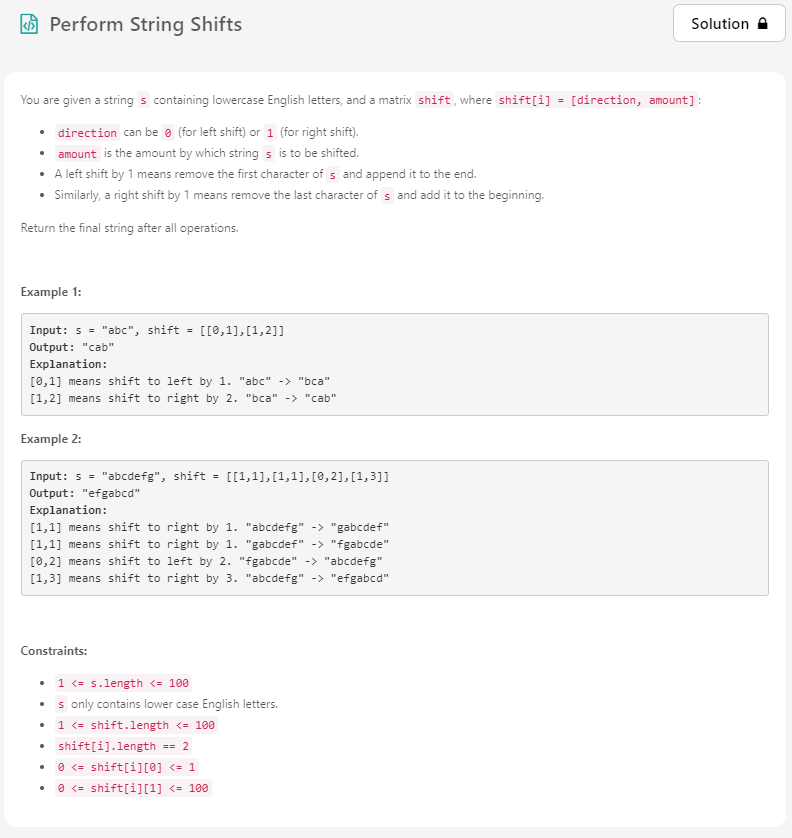 Perform String Shifts
Solution
You are given a string s containing lowercase English letters, and a matrix shift, where shift[i] = [direction, amount]:
direction can be 0 (for left shift) or 1 (for right shift).
amount is the amount by which string s is to be shifted.
A left shift by 1 means remove the first character of s and append it to the end.
Similarly, a right shift by 1 means remove the last character of s and add it to the beginning.
Return the final string after all operations.
Example 1:
Input: s = "abc", shift = [[0,1],[1,2]]
Output: "cab"
Explanation:
[0,1] means shift to left by 1. "abc" -> "bca"
[1,2] means shift to right by 2. "bca" -> "cab"
Example 2:
Input: s = "abcdefg", shift = [[1,1],[1,1],[0,2],[1,3]]
Output: "efgabcd"
Explanation:
[1,1] means shift to right by 1. "abcdefg" -> "gabcdef"
[1,1] means shift to right by 1. "gabcdef" -> "fgabcde"
[0,2] means shift to left by 2. "fgabcde" -> "abcdefg"
[1,3] means shift to right by 3. "abcdefg" -> "efgabcd"
Constraints:
1 <= s.length <= 100
s only contains lower case English letters.
1 <= shift.length <= 100
shift[i].length == 2
0 <= shift[i][0] <= 1
0 <= shift[i][1] <= 100